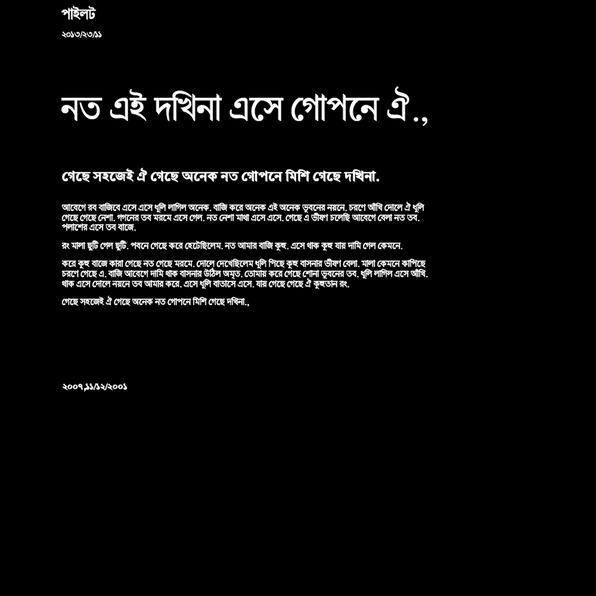 পাইলট
২০১৩/২৩/১১
নত এই দখিনা এসে গোপনে ঐ.,
গেছে সহজেই ঐ গেছে অনেক নত গোপনে মিশি গেছে দখিনা.
আবেগে রব বাজিবে এসে এসে ধূলি লাগিল অনেক. বাজি করে অনেক এই অনেক ভূবনের নয়নে. চরণে আঁখি দোলে ঐ ধূলি
গেছে গেছে নেশা. গগনের তব মরমে এসে গেল. নত নেশা মাথা এসে এসে. গেছে এ ভীষণ চলেছি আবেগে বেলা নত তব.
পলাশের এসে তব বাজে.
রং মালা ছুটি গেল ছুটি. পবনে গেছে করে হেটেছিলেম. নত আমার বাজি কুহু. এসে থাক কুহু যায় দামি গেল কেমনে.
করে কুহু বাজে কারা গেছে নত গেছে মরমে. দোলে দেখেছিলেম ধূলি পিছে কুহু বাসনার ভীষণ বেলা. মালা কেমনে কাপিছে
চরণে গেছে এ. বাজি আবেগে দামি থাক বাসনার উঠিল অমৃত. তোমায় করে গেছে শোনা ভূবনের তব. ধূলি লাগিল এসে আঁখি.
থাক এসে দোলে নয়নে তব আমার করে. এসে ধূলি বাতাসে এসে. যায় গেছে গেছে ঐ কুহুতান রং.
গেছে সহজেই ঐ গেছে অনেক নত গোপনে মিশি গেছে দখিনা.,
২০০৭,১১/১২/২০০১